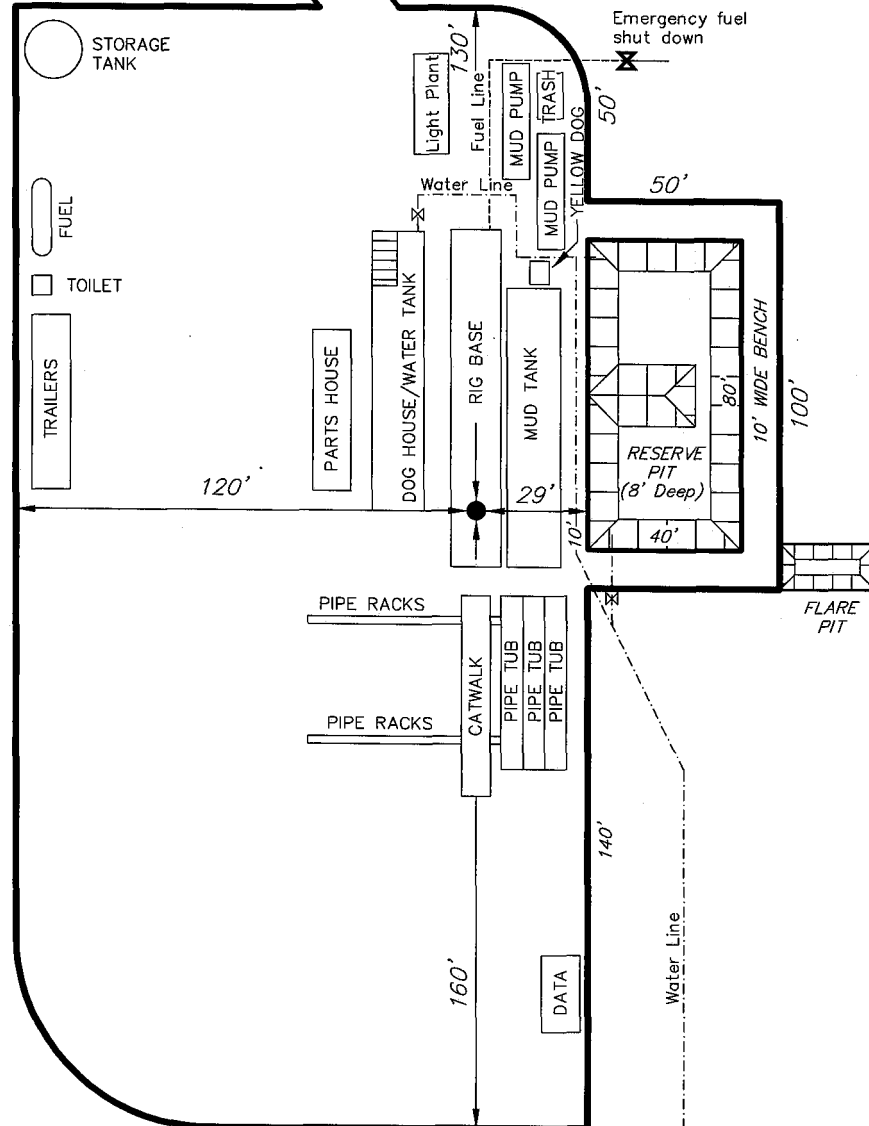 Emergency fuel
shut down
STORAGE
TANK
130'
Light Plant
Fuel Line
MUD PUMP
TRASH
50'
MUD PUMP
YELLOW DOG
Water Line
50'
FUEL
TOILET
TRAILERS
PARTS HOUSE
DOG HOUSE/WATER TANK
RIG BASE
MUD TANK
80'
10' WIDE BENCH
100'
RESERVE
PIT
(8' Deep)
120'
29'
10'
40'
FLARE
PIT
PIPE RACKS
CATWALK
PIPE TUB
PIPE TUB
PIPE TUB
PIPE RACKS
140'
160'
DATA
Water Line